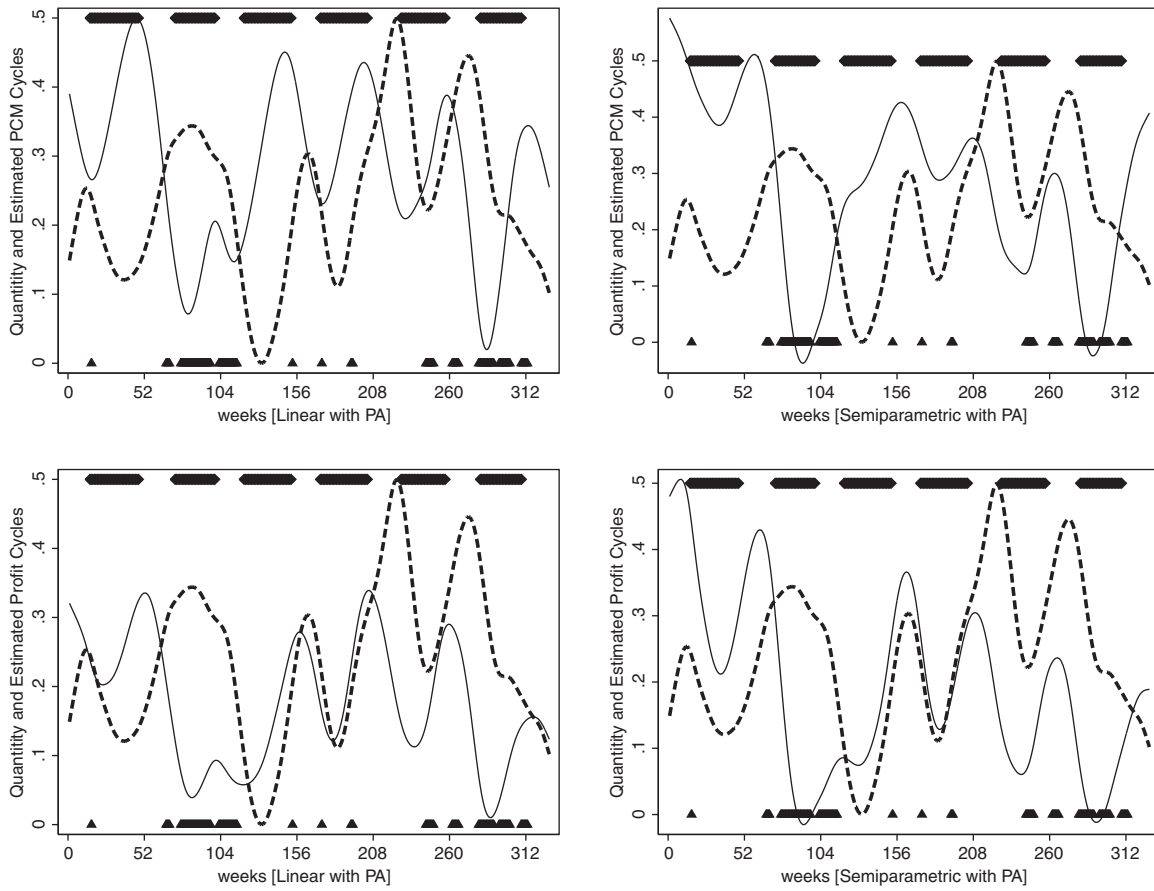 Quantitity and Estimated PCM Cycles
.5
.4
.3
.2
.1
0
0 52 104 156 208 260 312
weeks [Linear with PA]
Quantitity and Estimated PCM Cycles
.5
.4
.3
.2
.1
0
0 52 104 156 208 260 312
weeks [Semiparametric with PA]
Quantitity and Estimated Profit Cycles
.5
.4
.3
.2
.1
0
0 52 104 156 208 260 312
weeks [Linear with PA]
Quantitity and Estimated Profit Cycles
.5
.4
.3
.2
.1
0
0 52 104 156 208 260 312
weeks [Semiparametric with PA]